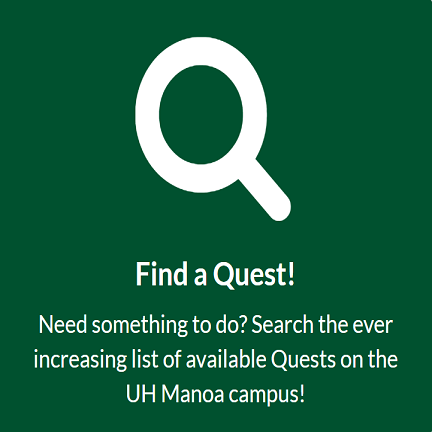 Find a Quest!
Need something to do? Search the ever
increasing list of available Quests on the
UH Manoa campus!